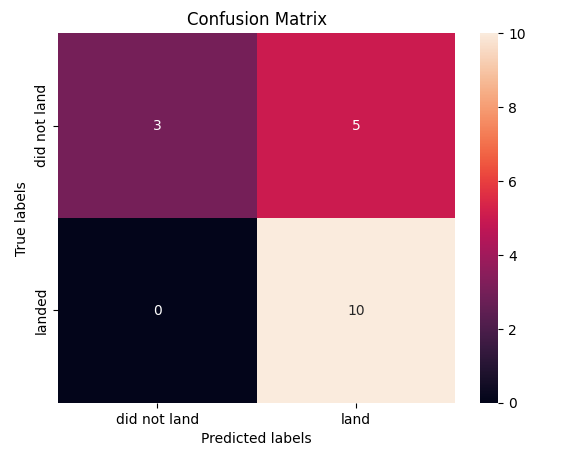 Confusion Matrix
True labels
did not land
landed
3
5
0
10
did not land
land
Predicted labels
10
8
6
4
2
0